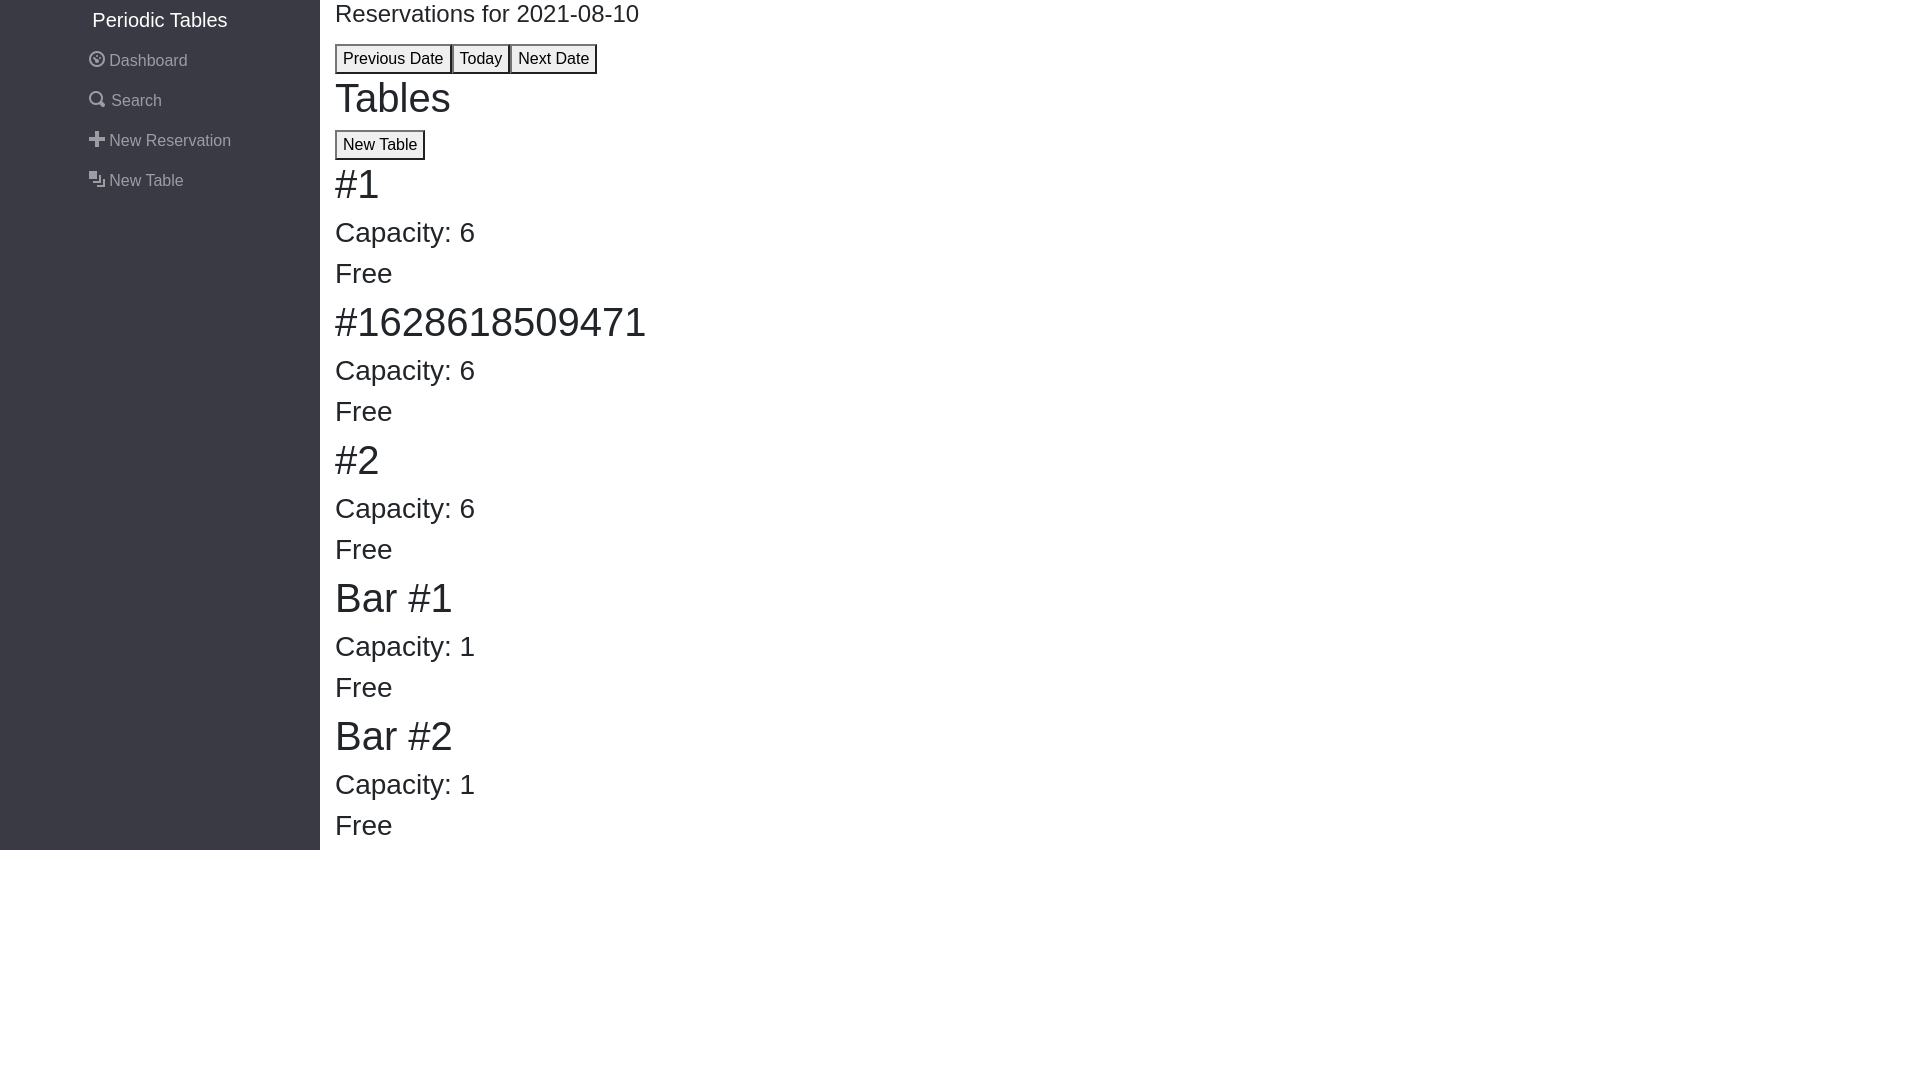 Periodic Tables
Dashboard
Search
New Reservation
New Table
Reservations for 2021-08-10
Previous Date Today Next Date
Tables
New Table
#1
Capacity: 6
Free
#1628618509471
Capacity: 6
Free
#2
Capacity: 6
Free
Bar #1
Capacity: 1
Free
Bar #2
Capacity: 1
Free